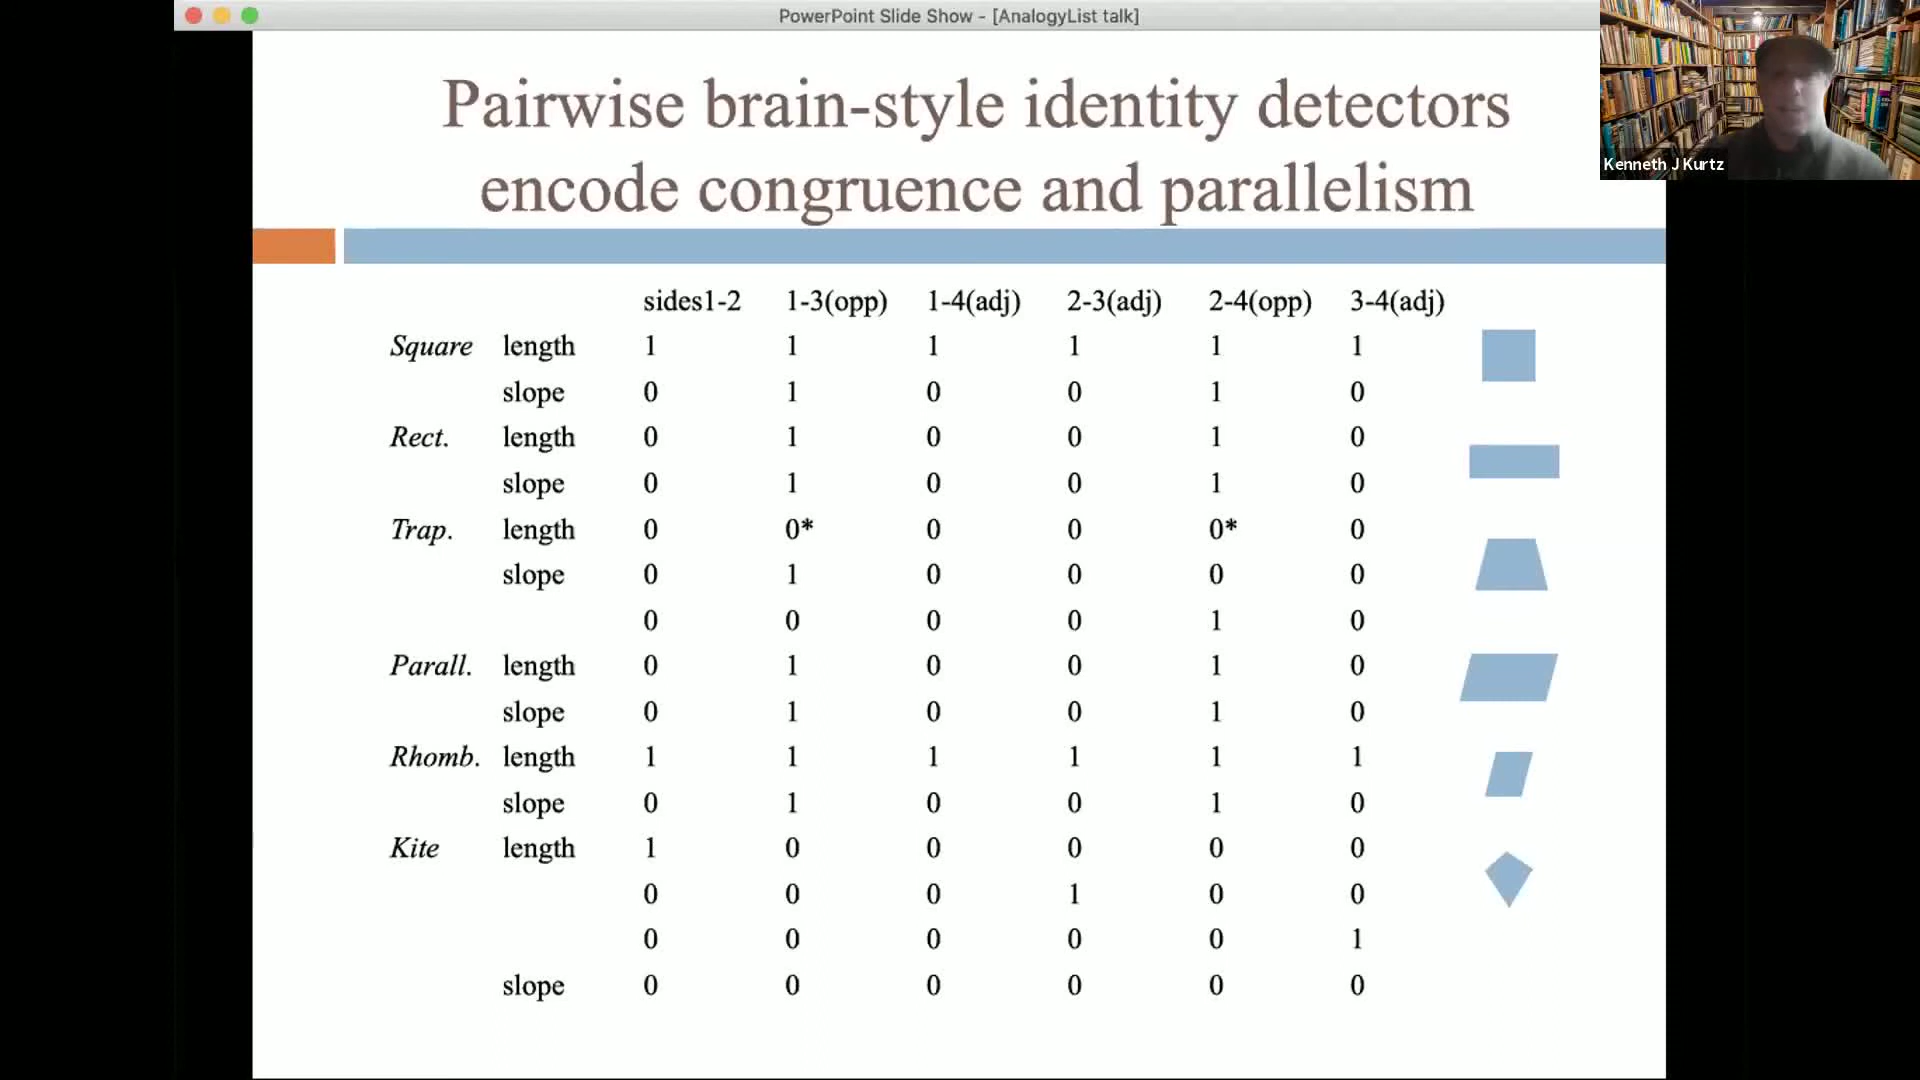 PowerPoint Slide Show - [AnalogyList talk]
Kenneth J Kurtz
Pairwise brain-style identity detectors
encode congruence and parallelism
sides1-2 1-3(opp) 1-4(adj) 2-3(adj) 2-4(opp) 3-4(adj)
Square length 1 1 1 1 1 1
slope 0 1 0 0 1 0
Rect. length 0 1 0 0 1 0
slope 0 1 0 0 1 0
Trap. length 0 0* 0 0 0* 0
slope 0 1 0 0 0 0
0 0 0 0 1 0
Parall. length 0 1 0 0 1 0
slope 0 1 0 0 1 0
Rhomb. length 1 1 1 1 1 1
slope 0 1 0 0 1 0
Kite length 1 0 0 0 0 0
0 0 0 1 0 0
0 0 0 0 0 1
slope 0 0 0 0 0 0